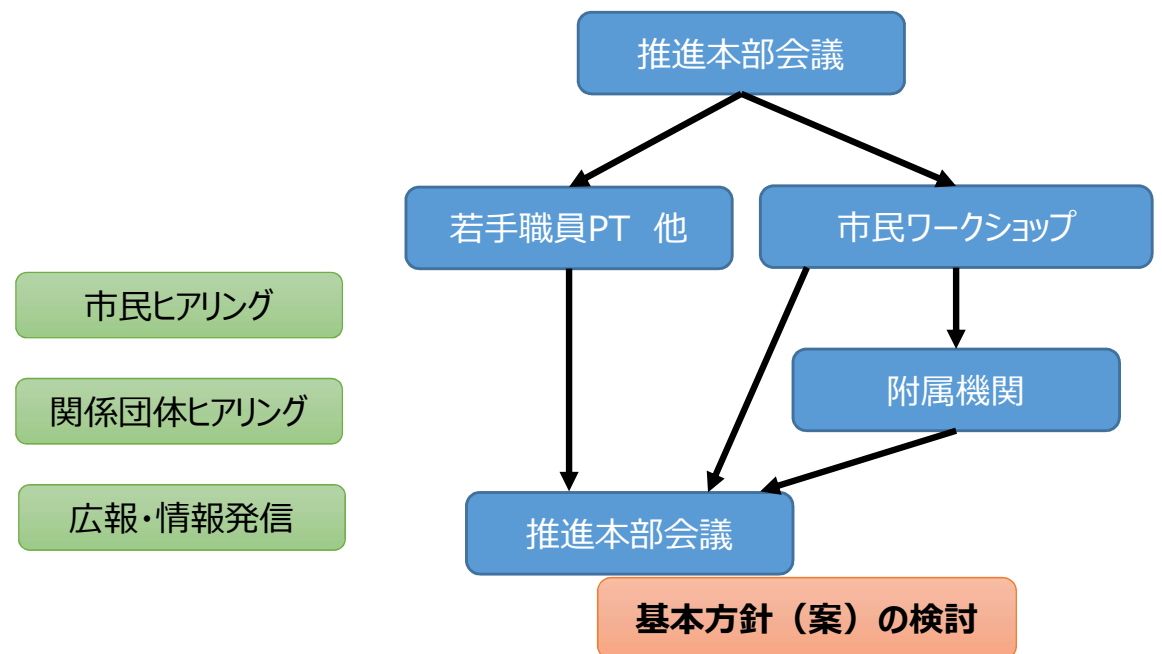 推進本部会議
若手職員PT　他
市民ワークショップ
市民ヒアリング
附属機関
関係団体ヒアリング
広報・情報発信
推進本部会議
基本方針（案）の検討